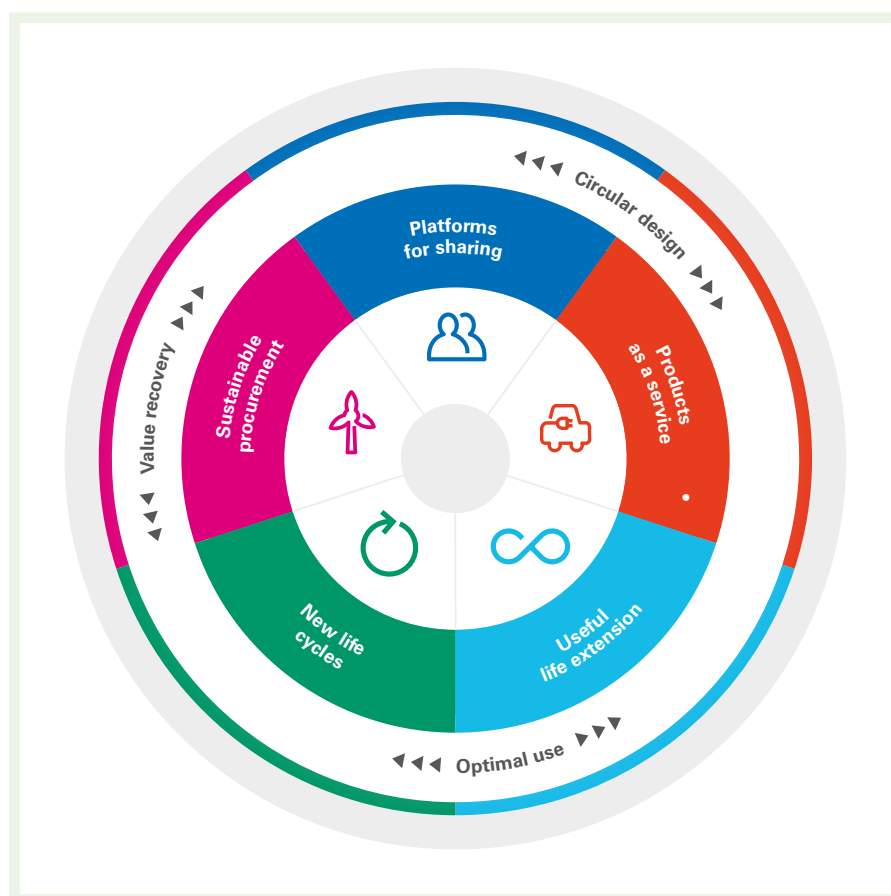 Circular design
Platforms
for sharing
Products
as a service
Sustainable
procurement
Value recovery
New life
cycles
Useful
life extension
Optimal use